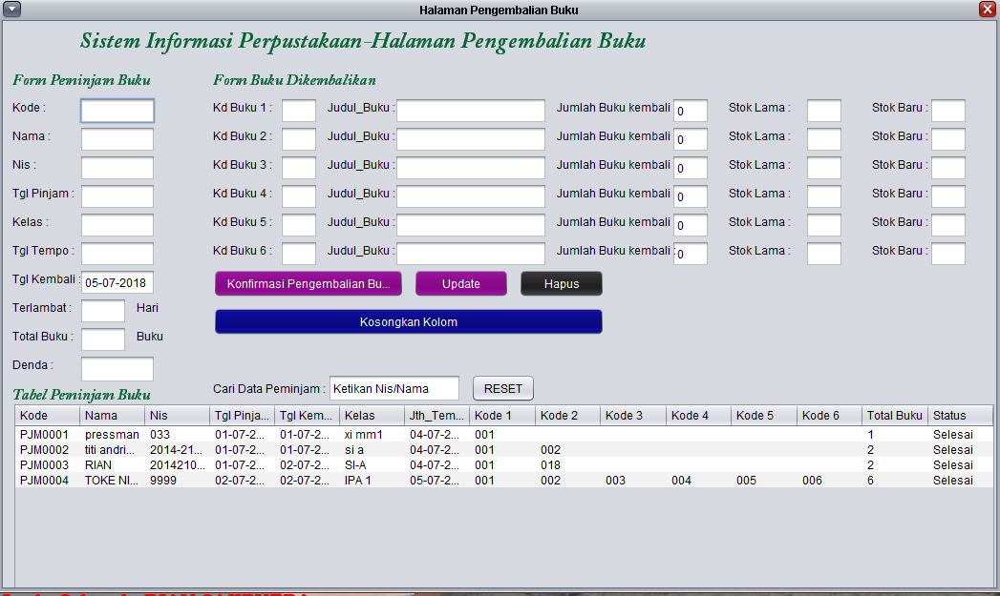 Halaman Pengembalian Buku
Sistem Informasi Perpustakaan-Halaman Pengembalian Buku
Form Peminjam Buku Form Buku Dikembalikan
Kode : Kd Buku 1 : Judul_Buku : Jumlah Buku kembali 0 Stok Lama : Stok Baru :
Nama : Kd Buku 2 : Judul_Buku : Jumlah Buku kembali 0 Stok Lama : Stok Baru :
Nis : Kd Buku 3 : Judul_Buku : Jumlah Buku kembali 0 Stok Lama : Stok Baru :
Tgl Pinjam : Kd Buku 4 : Judul_Buku : Jumlah Buku kembali 0 Stok Lama : Stok Baru :
Kelas : Kd Buku 5 : Judul_Buku : Jumlah Buku kembali 0 Stok Lama : Stok Baru :
Tgl Tempo : Kd Buku 6 : Judul_Buku : Jumlah Buku kembali : 0 Stok Lama : Stok Baru :
Tgl Kembali : 05-07-2018 Konfirmasi Pengembalian Bu... Update Hapus
Terlambat : Hari
Kosongkan Kolom
Total Buku : Buku
Denda :
Tabel Peminjam Buku Cari Data Peminjam : Ketikan Nis/Nama RESET
Kode Nama Nis Tgl Pinja... Tgl Kem... Kelas Jth_Tem... Kode 1 Kode 2 Kode 3 Kode 4 Kode 5 Kode 6 Total Buku Status
PJM0001 pressman 033 01-07-2... 01-07-2... xi mm1 04-07-2... 001 1 Selesai
PJM0002 titi andri... 2014-21... 01-07-2... 01-07-2... si a 04-07-2... 001 002 2 Selesai
PJM0003 RIAN 2014210... 01-07-2... 02-07-2... SI-A 04-07-2... 001 018 2 Selesai
PJM0004 TOKE NI... 9999 02-07-2... 02-07-2... IPA 1 05-07-2... 001 002 003 004 005 006 6 Selesai